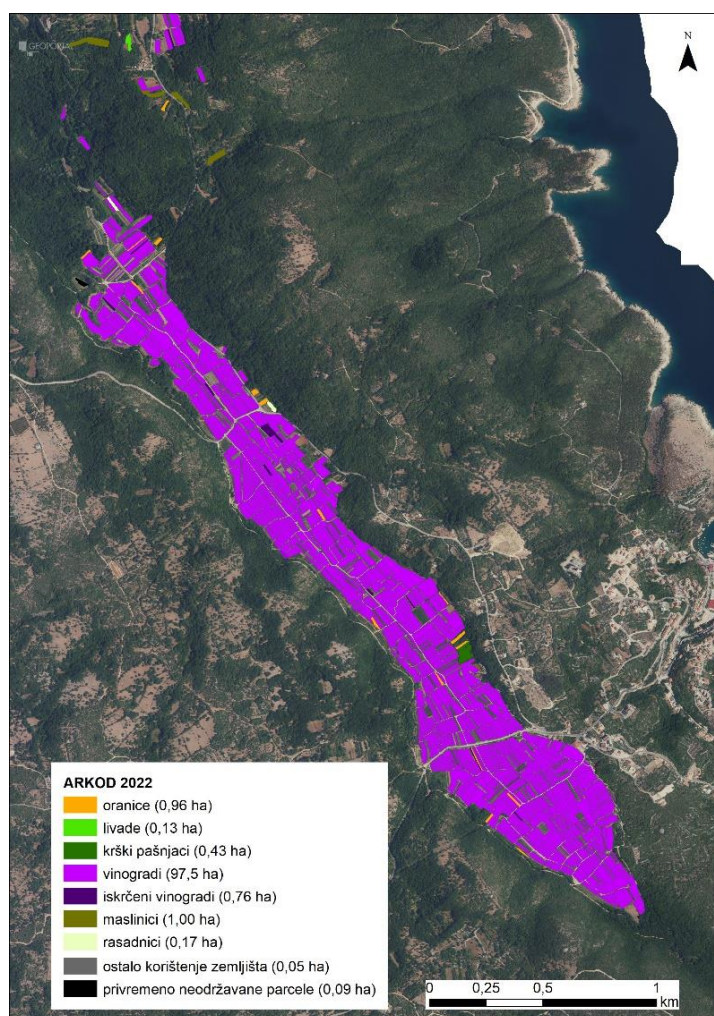 GEOPORTAL
N
ARKOD 2022
oranice (0,96 ha)
livade (0,13 ha)
krški pašnjaci (0,43 ha)
vinogradi (97,5 ha)
iskrčeni vinogradi (0,76 ha)
maslinici (1,00 ha)
rasadnici (0,17 ha)
ostalo korištenje zemljišta (0,05 ha)
privremeno neodržavane parcele (0,09 ha)
0 0,25 0,5 1
km